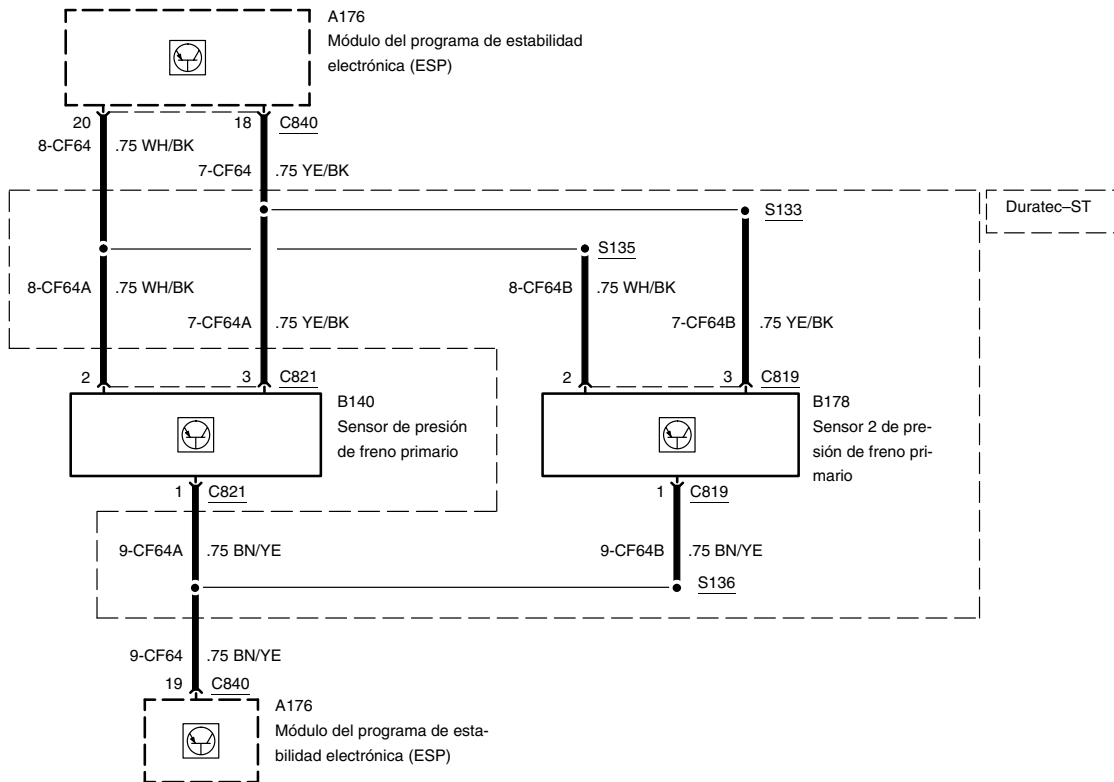 A176
Módulo del programa de estabilidad
electrónica (ESP)
20
18
C840
8-CF64
.75 WH/BK
7-CF64
.75 YE/BK
Duratec–ST
S133
S135
8-CF64A
.75 WH/BK
8-CF64B
.75 WH/BK
7-CF64A
.75 YE/BK
7-CF64B
.75 YE/BK
2
3
C821
2
3
C819
B140
Sensor de presión
de freno primario
B178
Sensor 2 de pre-
sión de freno pri-
mario
1
C821
1
C819
9-CF64A
.75 BN/YE
9-CF64B
.75 BN/YE
S136
9-CF64
.75 BN/YE
19
C840
A176
Módulo del programa de esta-
bilidad electrónica (ESP)